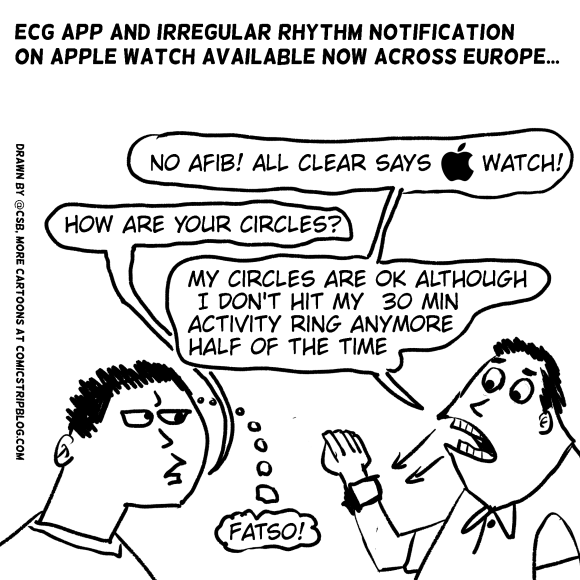 ECG APP AND IRREGULAR RHYTHM NOTIFICATION
ON APPLE WATCH AVAILABLE NOW ACROSS EUROPE...
NO AFIB! ALL CLEAR SAYS WATCH!
HOW ARE YOUR CIRCLES?
MY CIRCLES ARE OK ALTHOUGH
I DON'T HIT MY 30 MIN
ACTIVITY RING ANYMORE
HALF OF THE TIME
FATSO!
DRAWN BY @CSB, MORE CARTOONS AT COMICSTRIPBLOG.COM